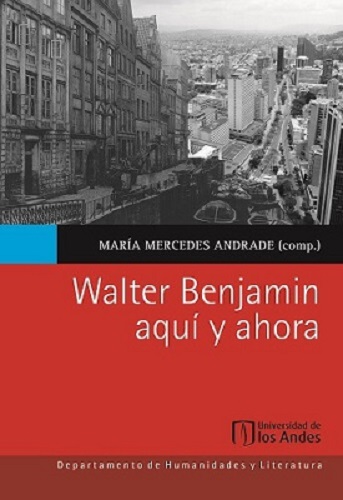 MARÍA MERCEDES ANDRADE (comp.)
Walter Benjamin
aquí y ahora
Universidad de
los Andes
Departamento de Humanidades y Literatura